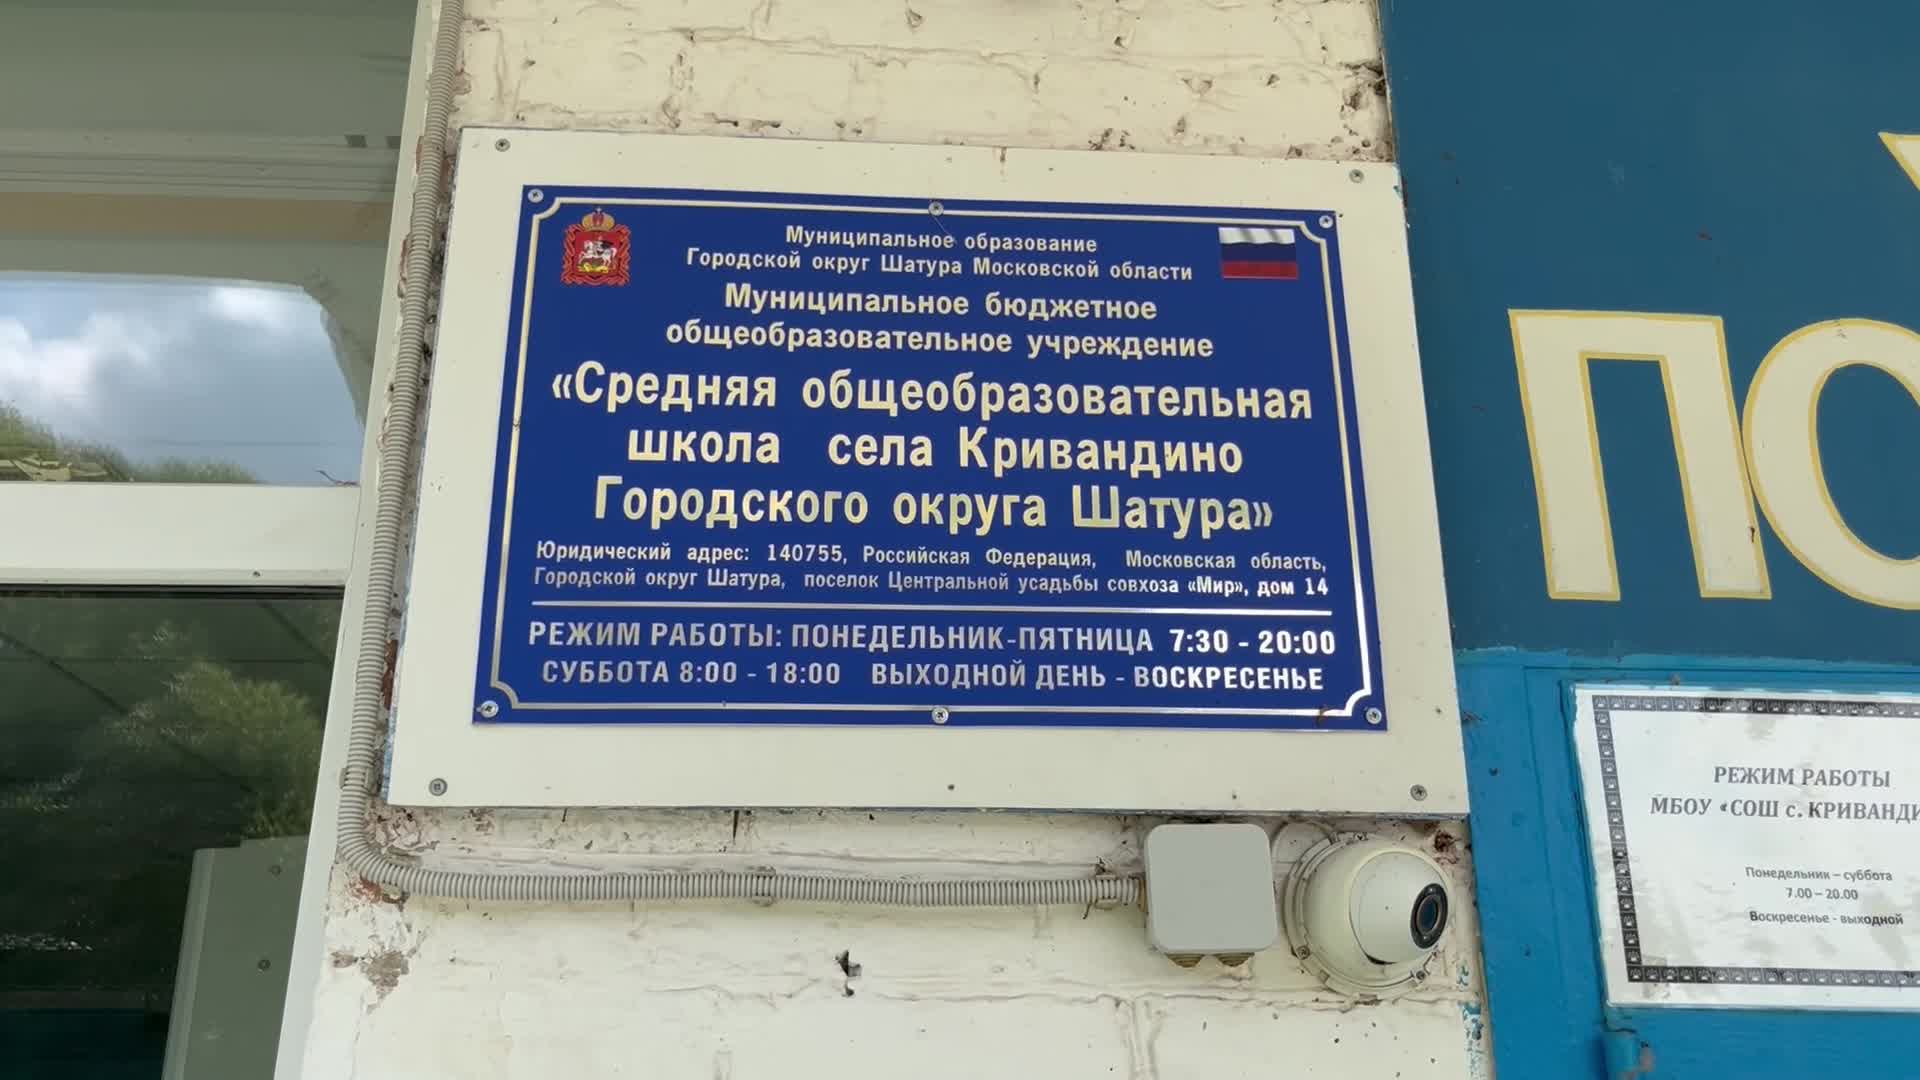 Муниципальное образование
Городской округ Шатура Московской области
Муниципальное бюджетное
общеобразовательное учреждение
«Средняя общеобразовательная
школа села Кривандино
Городского округа Шатура»
Юридический адрес: 140755, Российская Федерация, Московская область,
Городской округ Шатура, поселок Центральной усадьбы совхоза «Мир», дом 14
РЕЖИМ РАБОТЫ: ПОНЕДЕЛЬНИК-ПЯТНИЦА 7:30 - 20:00
СУББОТА 8:00 - 18:00 ВЫХОДНОЙ ДЕНЬ - ВОСКРЕСЕНЬЕ
ПО
РЕЖИМ РАБОТЫ
МБОУ «СОШ с. КРИВАНДИ
Понедельник – суббота
7.00 – 20.00
Воскресенье - выходной